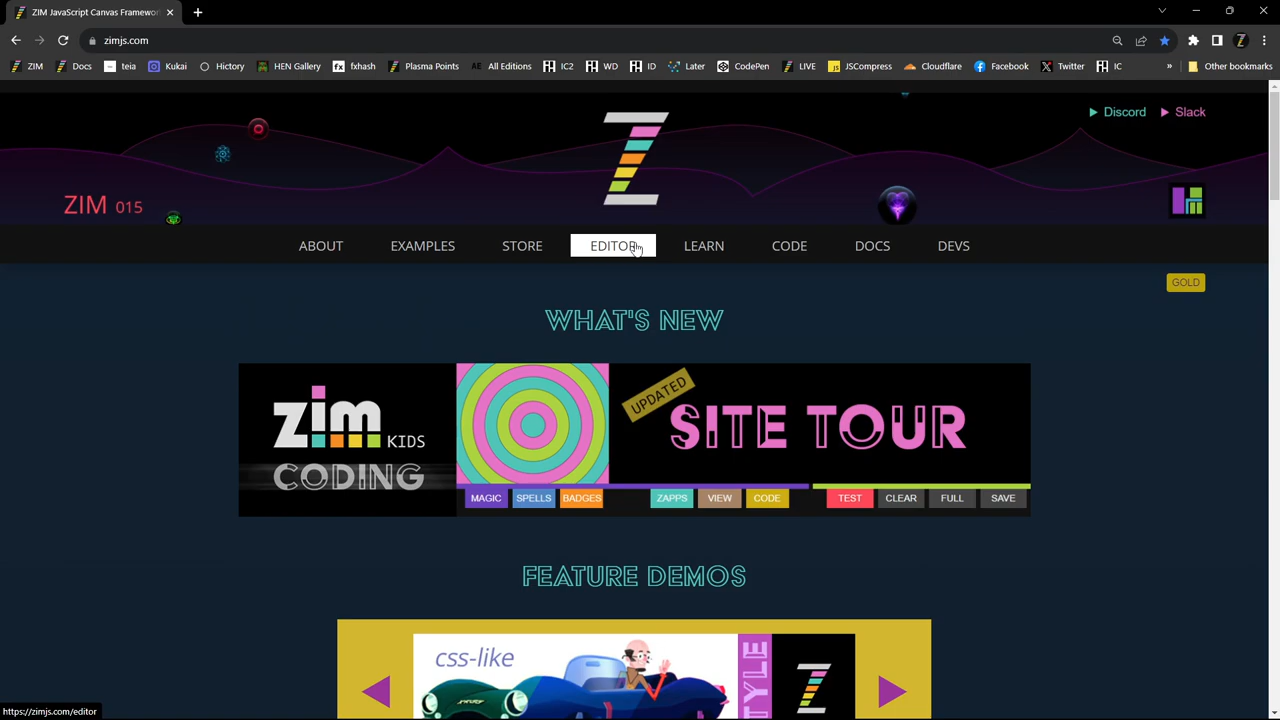 ZIM JavaScript Canvas Framework
zimjs.com
ZIM
Docs
teia
Kukai
Hictory
HEN Gallery
fxhash
Plasma Points
AE All Editions
IC2
WD
ID
Later
CodePen
LIVE
JSCompress
Cloudflare
Facebook
Twitter
IC
»
Other bookmarks
Discord
Slack
ZIM 015
ABOUT
EXAMPLES
STORE
EDITOR
LEARN
CODE
DOCS
DEVS
GOLD
WHAT'S NEW
zim KIDS
CODING
UPDATED
SITE TOUR
MAGIC
SPELLS
BADGES
ZAPPS
VIEW
CODE
TEST
CLEAR
FULL
SAVE
FEATURE DEMOS
css-like
STYLE
https://zimjs.com/editor